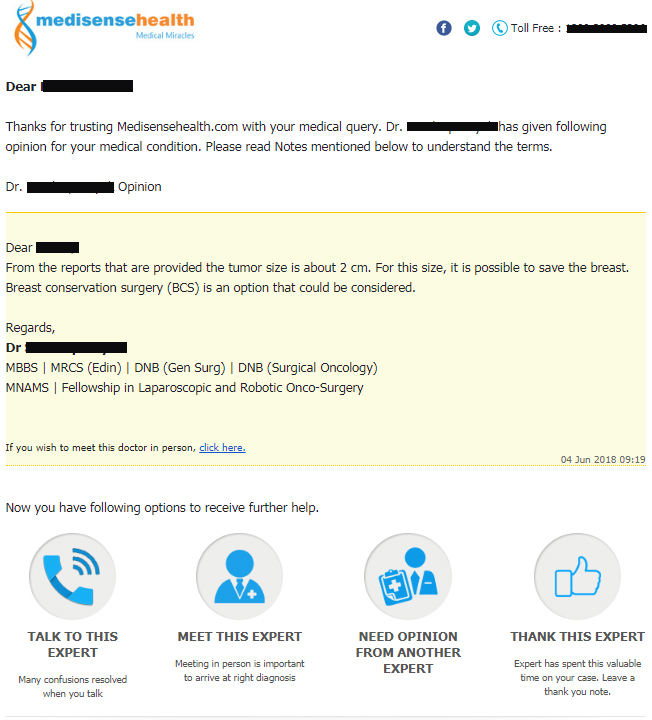 medisensehealth
Medical Miracles
Toll Free :
Dear
Thanks for trusting Medisensehealth.com with your medical query. Dr. has given following
opinion for your medical condition. Please read Notes mentioned below to understand the terms.
Dr. Opinion
Dear
From the reports that are provided the tumor size is about 2 cm. For this size, it is possible to save the breast.
Breast conservation surgery (BCS) is an option that could be considered.
Regards,
Dr
MBBS | MRCS (Edin) | DNB (Gen Surg) | DNB (Surgical Oncology)
MNAMS | Fellowship in Laparoscopic and Robotic Onco-Surgery
If you wish to meet this doctor in person, click here.
04 Jun 2018 09:19
Now you have following options to receive further help.
TALK TO THIS
EXPERT
Many confusions resolved
when you talk
MEET THIS EXPERT
Meeting in person is important
to arrive at right diagnosis
NEED OPINION
FROM ANOTHER
EXPERT
THANK THIS EXPERT
Expert has spent this valuable
time on your case. Leave a
thank you note.